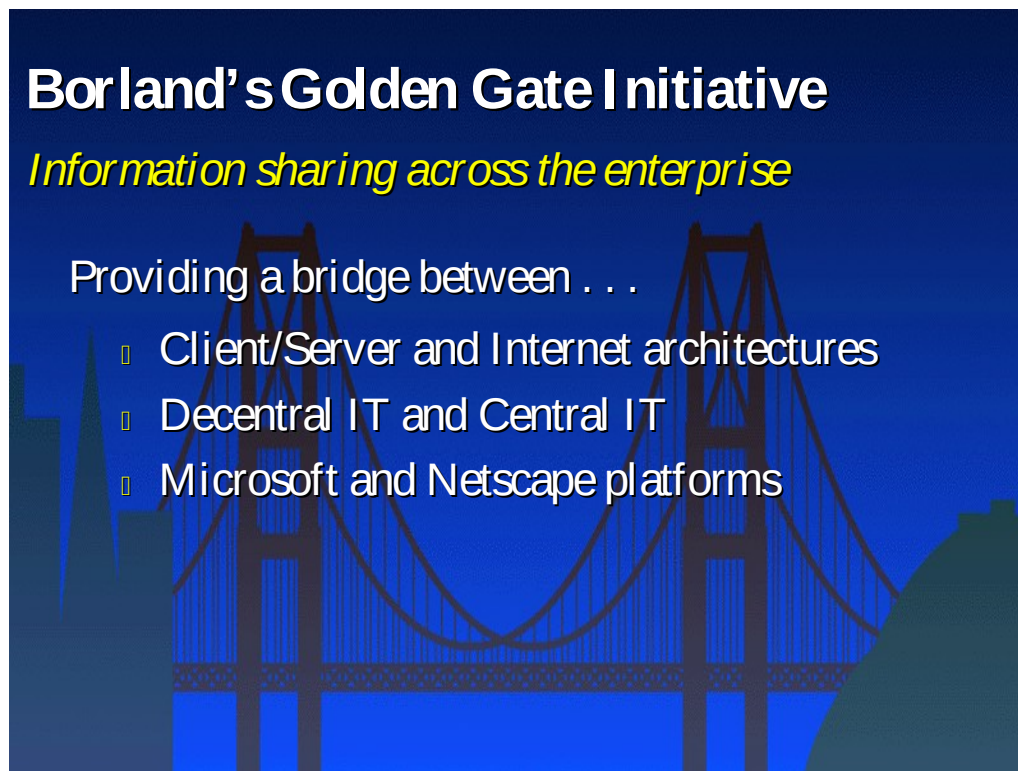 Borland's Golden Gate Initiative
Information sharing across the enterprise
Providing a bridge between . . .
Client/Server and Internet architectures
Decentral IT and Central IT
Microsoft and Netscape platforms